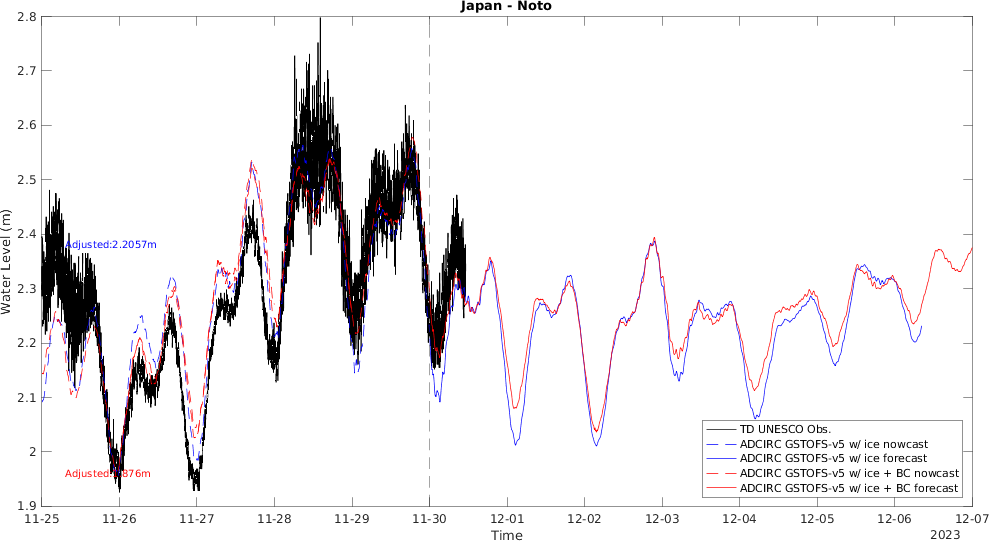 Japan - Noto
2.8
2.7
2.6
2.5
2.4
2.3
2.2
2.1
2
1.9
Water Level (m)
Adjusted:2.2057m
TD UNESCO Obs.
ADCIRC GSTOFS-v5 w/ ice nowcast
ADCIRC GSTOFS-v5 w/ ice forecast
ADCIRC GSTOFS-v5 w/ ice + BC nowcast
ADCIRC GSTOFS-v5 w/ ice + BC forecast
11-25
11-26
11-27
11-28
11-29
11-30
12-01
12-02
12-03
12-04
12-05
12-06
12-07
Time
2023